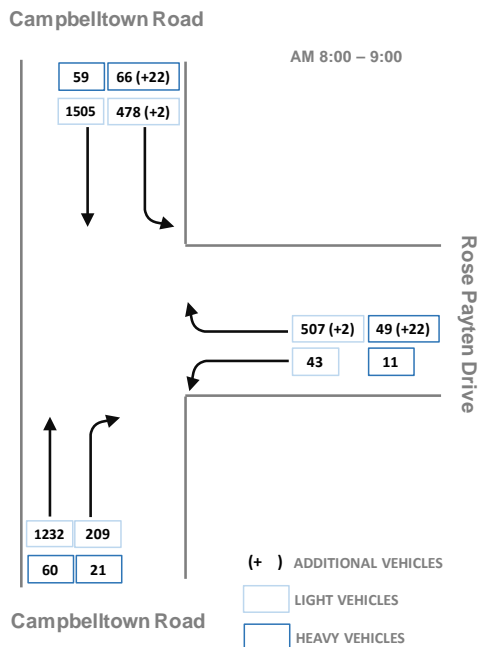 Campbelltown Road
AM 8:00 – 9:00
59 66 (+22)
1505 478 (+2)
Rose Payten Drive
507 (+2) 49 (+22)
43 11
1232 209
60 21
(+ ) ADDITIONAL VEHICLES
LIGHT VEHICLES
HEAVY VEHICLES
Campbelltown Road